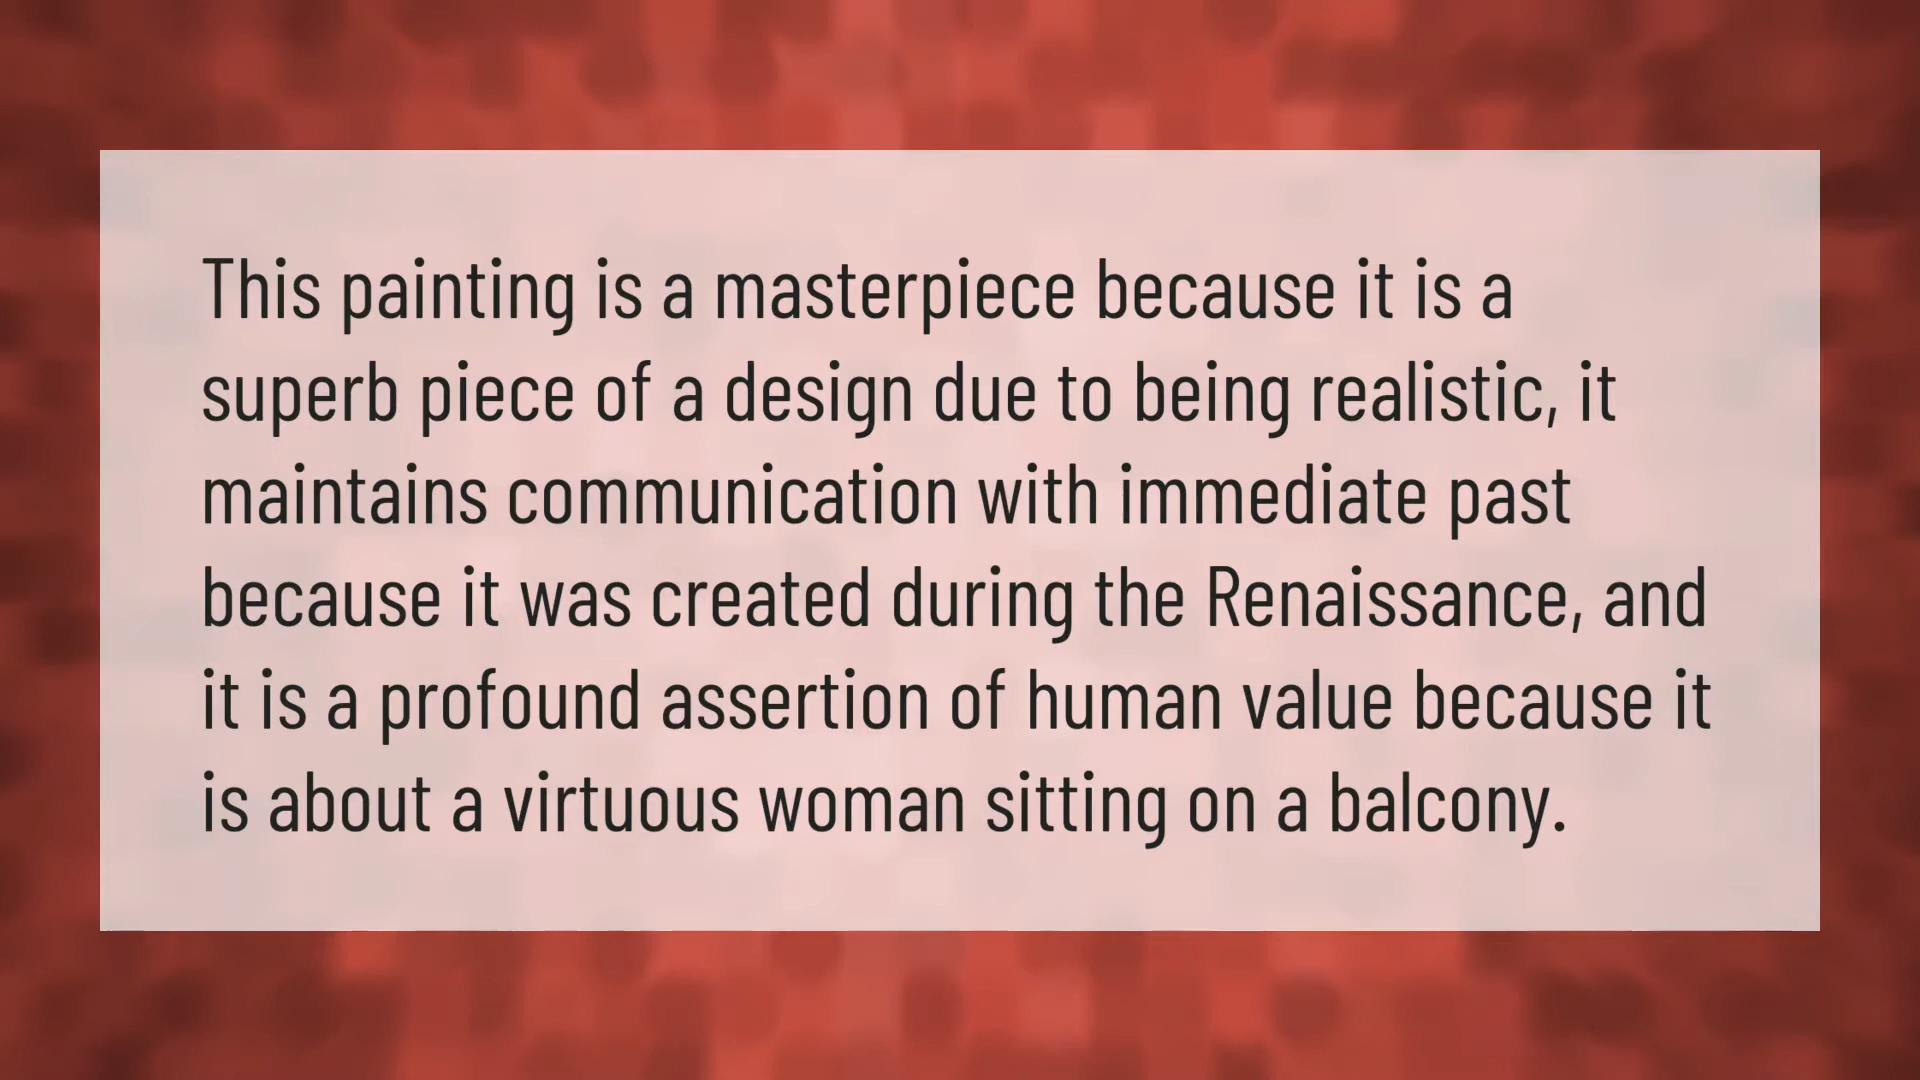 This painting is a masterpiece because it is a
superb piece of a design due to being realistic, it
maintains communication with immediate past
because it was created during the Renaissance, and
it is a profound assertion of human value because it
is about a virtuous woman sitting on a balcony.